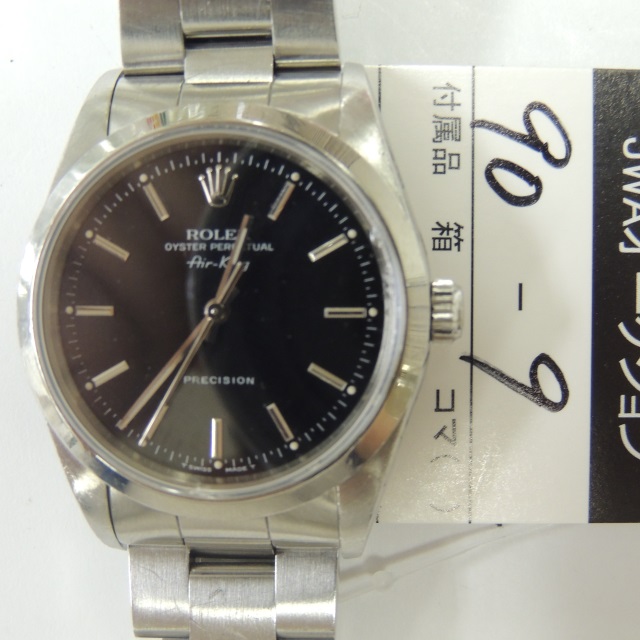 ROLEX
OYSTER PERPETUAL
Air-King
PRECISION
付属品 箱
コマ
90-9